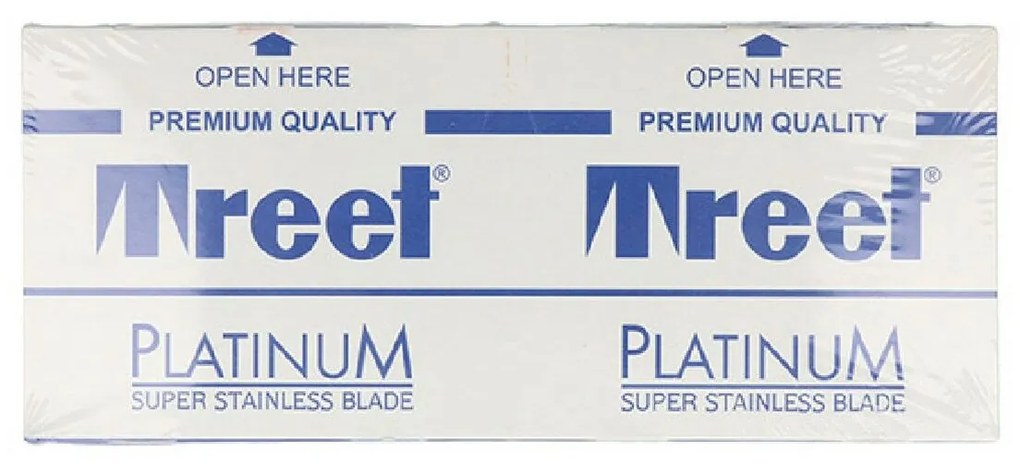 OPEN HERE OPEN HERE
PREMIUM QUALITY PREMIUM QUALITY
Treet® Treet®
PLATINUM PLATINUM
SUPER STAINLESS BLADE SUPER STAINLESS BLADE